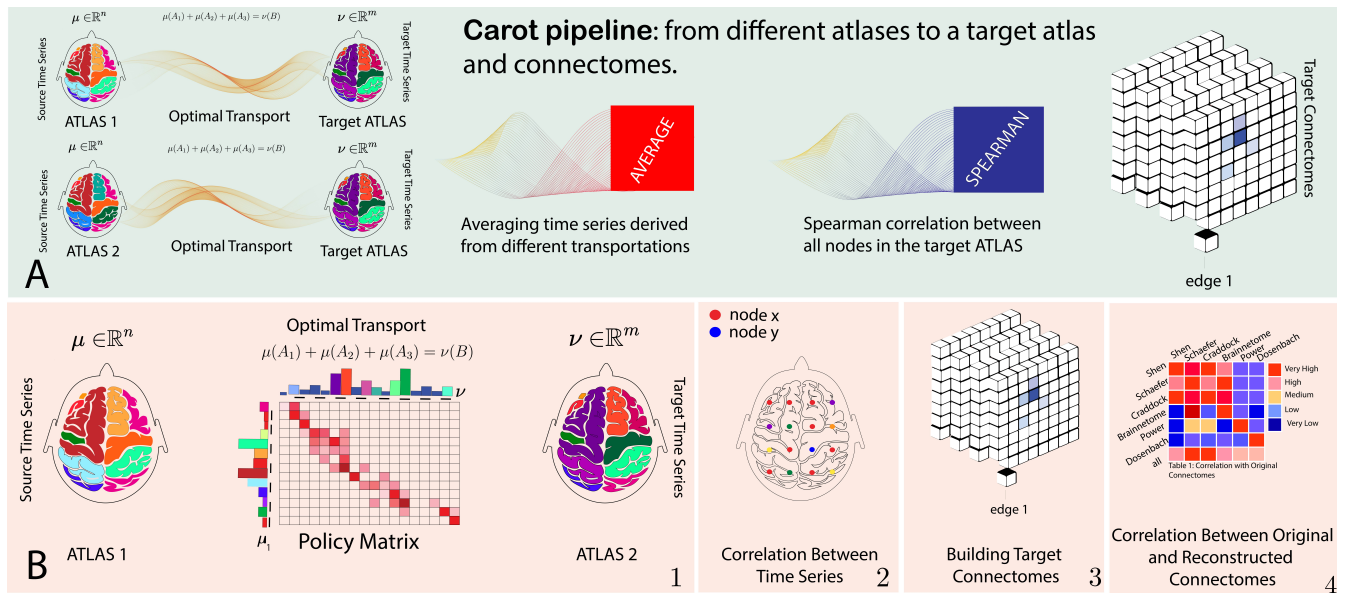 μ ∈ℝⁿ
μ(A₁) + μ(A₂) + μ(A₃) = ν(B)
ν ∈ℝᵐ
Source Time Series
Target Time Series
ATLAS 1
Optimal Transport
Target ATLAS
μ ∈ℝⁿ
μ(A₁) + μ(A₂) + μ(A₃) = ν(B)
ν ∈ℝᵐ
Source Time Series
Target Time Series
ATLAS 2
Optimal Transport
Target ATLAS
A
Carot pipeline: from different atlases to a target atlas
and connectomes.
AVERAGE
Averaging time series derived
from different transportations
SPEARMAN
Spearman correlation between
all nodes in the target ATLAS
Target Connectomes
edge 1
μ ∈ℝⁿ
Source Time Series
ATLAS 1
Optimal Transport
μ(A₁) + μ(A₂) + μ(A₃) = ν(B)
ν
μ₁
Policy Matrix
ν ∈ℝᵐ
Target Time Series
ATLAS 2
B
1
node x
node y
Correlation Between
Time Series
2
edge 1
Building Target
Connectomes
3
Shen
Schaefer
Craddock
Brainnetome
Power
Dosenbach
Shen
Schaefer
Craddock
Brainnetome
Power
Dosenbach
all
Very High
High
Medium
Low
Very Low
Table 1: Correlation with Original
Connectomes
Correlation Between Original
and Reconstructed
Connectomes
4